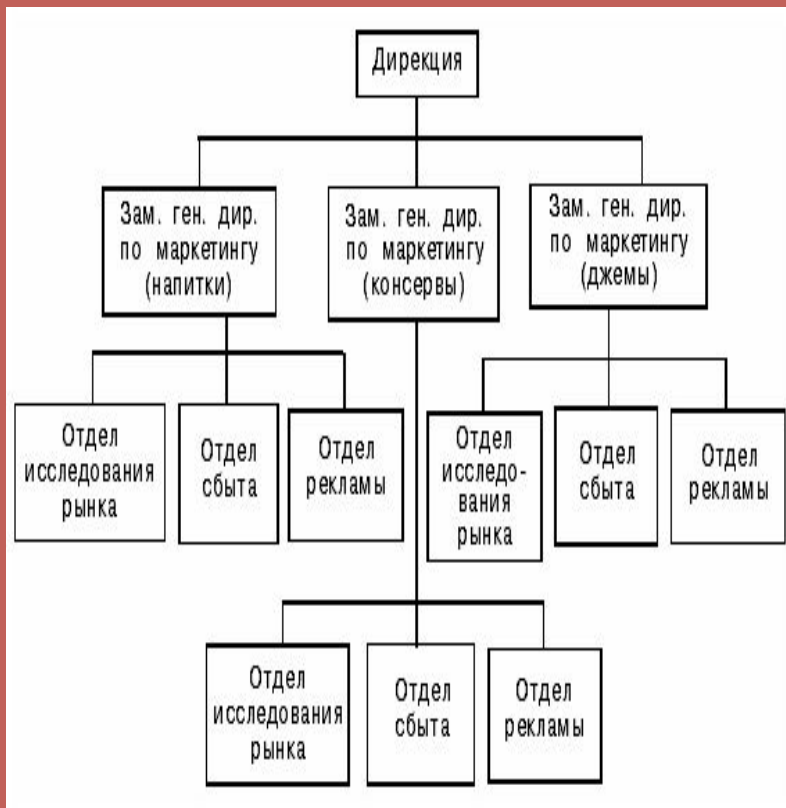 Дирекция
Зам. ген. дир.
по маркетингу
(напитки)
Зам. ген. дир.
по маркетингу
(консервы)
Зам. ген. дир.
по маркетингу
(джемы)
Отдел
исследования
рынка
Отдел
сбыта
Отдел
рекламы
Отдел
исследо-
вания
рынка
Отдел
сбыта
Отдел
рекламы
Отдел
исследования
рынка
Отдел
сбыта
Отдел
рекламы